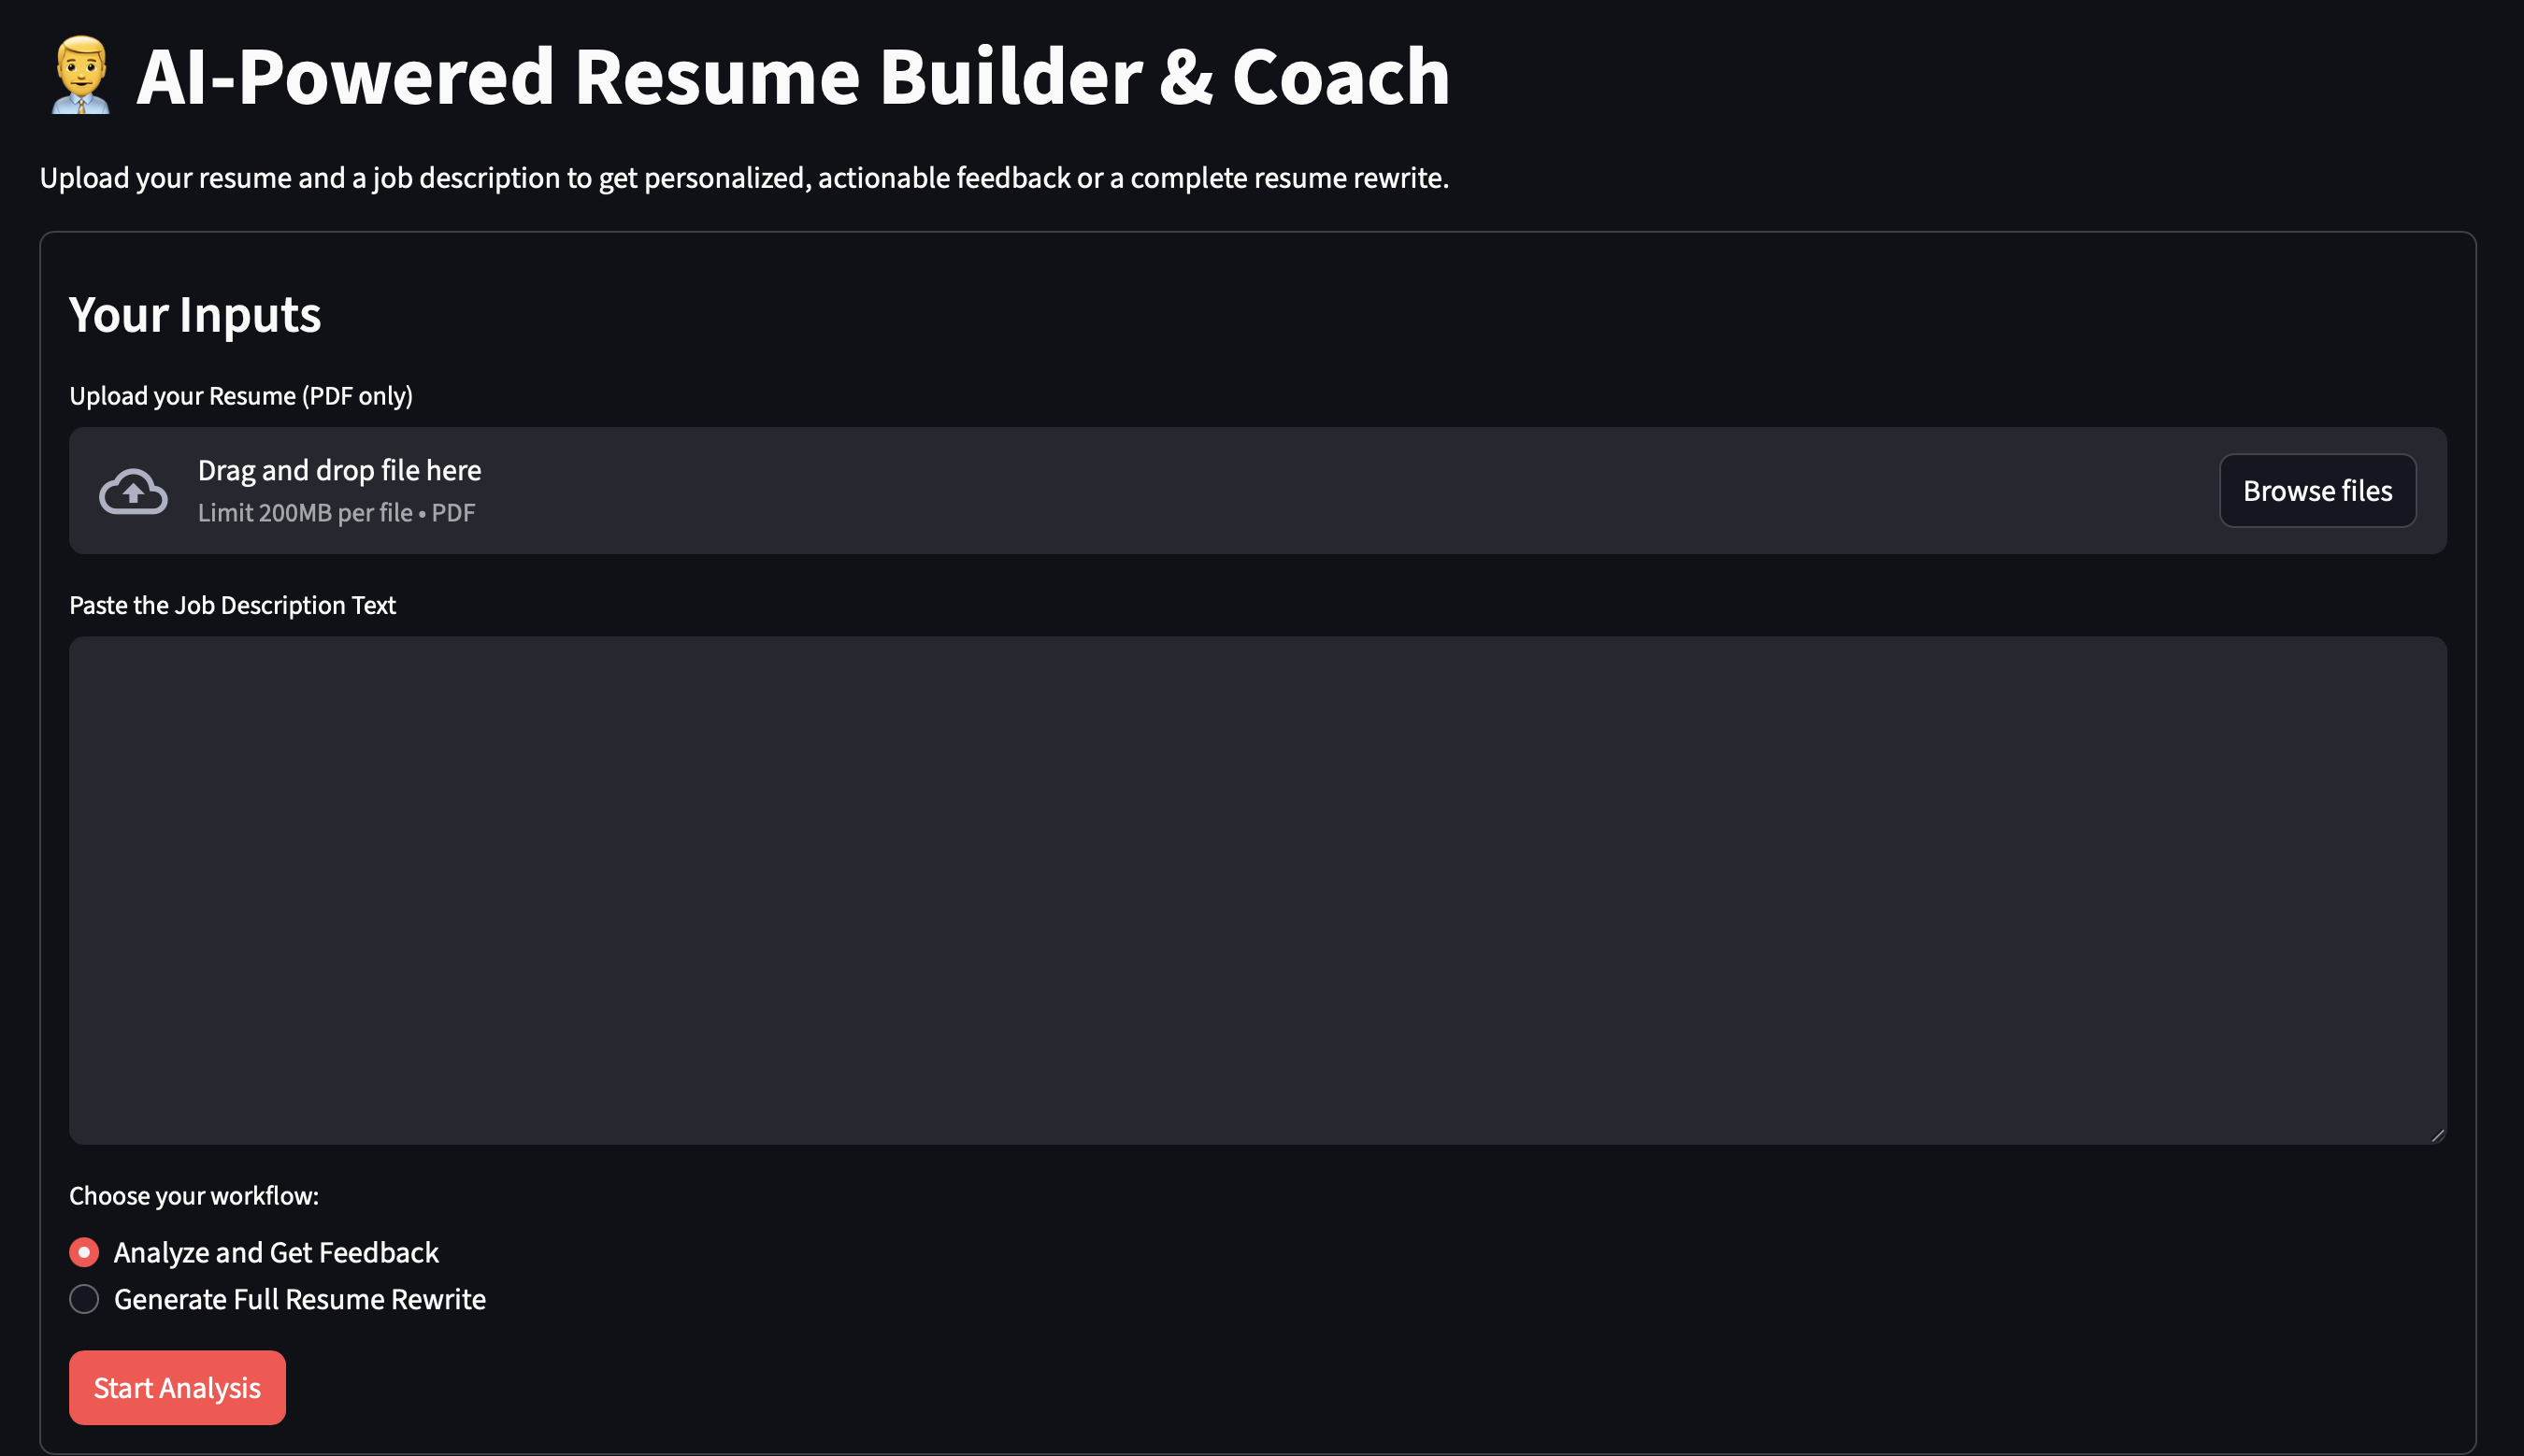 AI-Powered Resume Builder & Coach
Upload your resume and a job description to get personalized, actionable feedback or a complete resume rewrite.
Your Inputs
Upload your Resume (PDF only)
Drag and drop file here
Limit 200MB per file • PDF
Browse files
Paste the Job Description Text
Choose your workflow:
Analyze and Get Feedback
Generate Full Resume Rewrite
Start Analysis